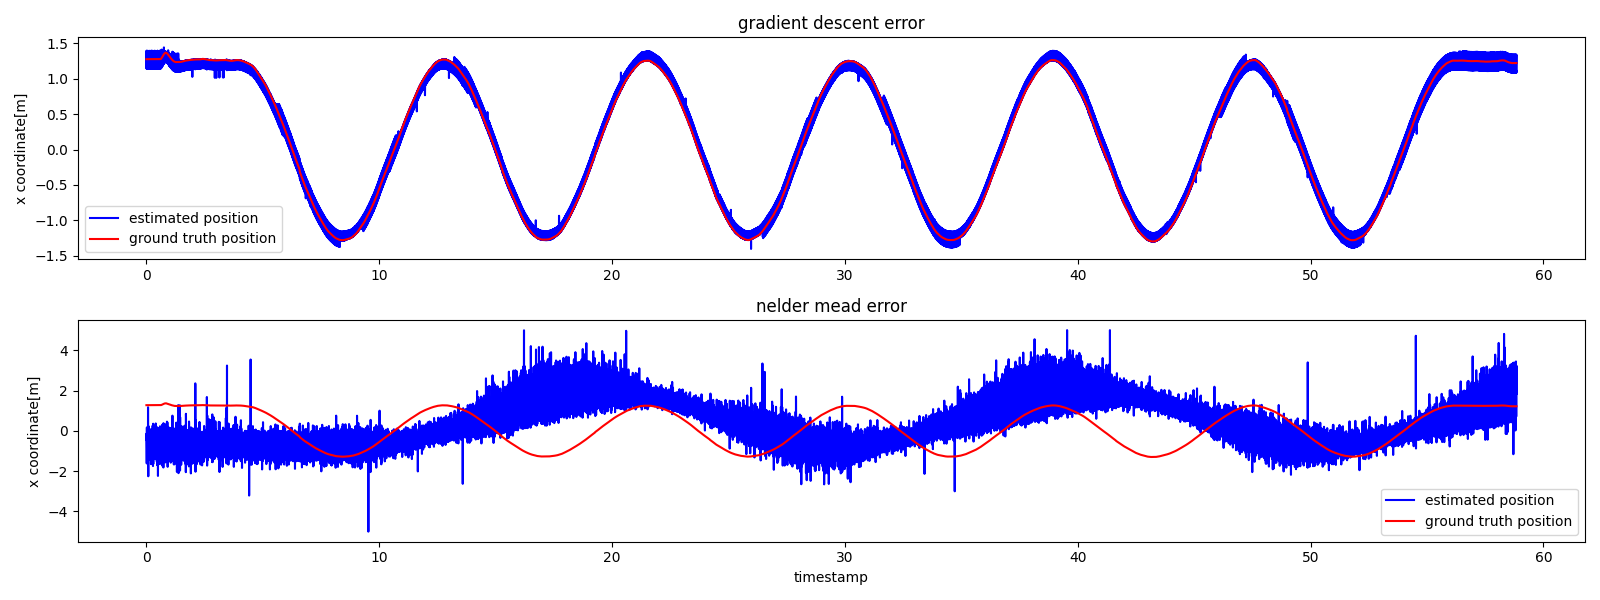 gradient descent error
x coordinate[m]
1.5
1.0
0.5
0.0
−0.5
−1.0
−1.5
estimated position
ground truth position
0
10
20
30
40
50
60
nelder mead error
x coordinate[m]
4
2
0
−2
−4
estimated position
ground truth position
0
10
20
30
40
50
60
timestamp